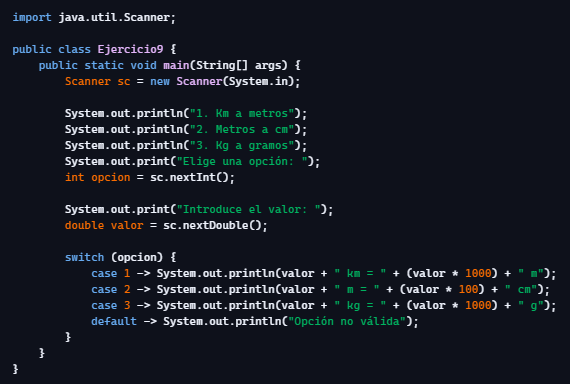 import java.util.Scanner;
public class Ejercicio9 {
public static void main(String[] args) {
Scanner sc = new Scanner(System.in);
System.out.println("1. Km a metros");
System.out.println("2. Metros a cm");
System.out.println("3. Kg a gramos");
System.out.print("Elige una opción: ");
int opcion = sc.nextInt();
System.out.print("Introduce el valor: ");
double valor = sc.nextDouble();
switch (opcion) {
case 1 -> System.out.println(valor + " km = " + (valor * 1000) + " m");
case 2 -> System.out.println(valor + " m = " + (valor * 100) + " cm");
case 3 -> System.out.println(valor + " kg = " + (valor * 1000) + " g");
default -> System.out.println("Opción no válida");
}
}
}